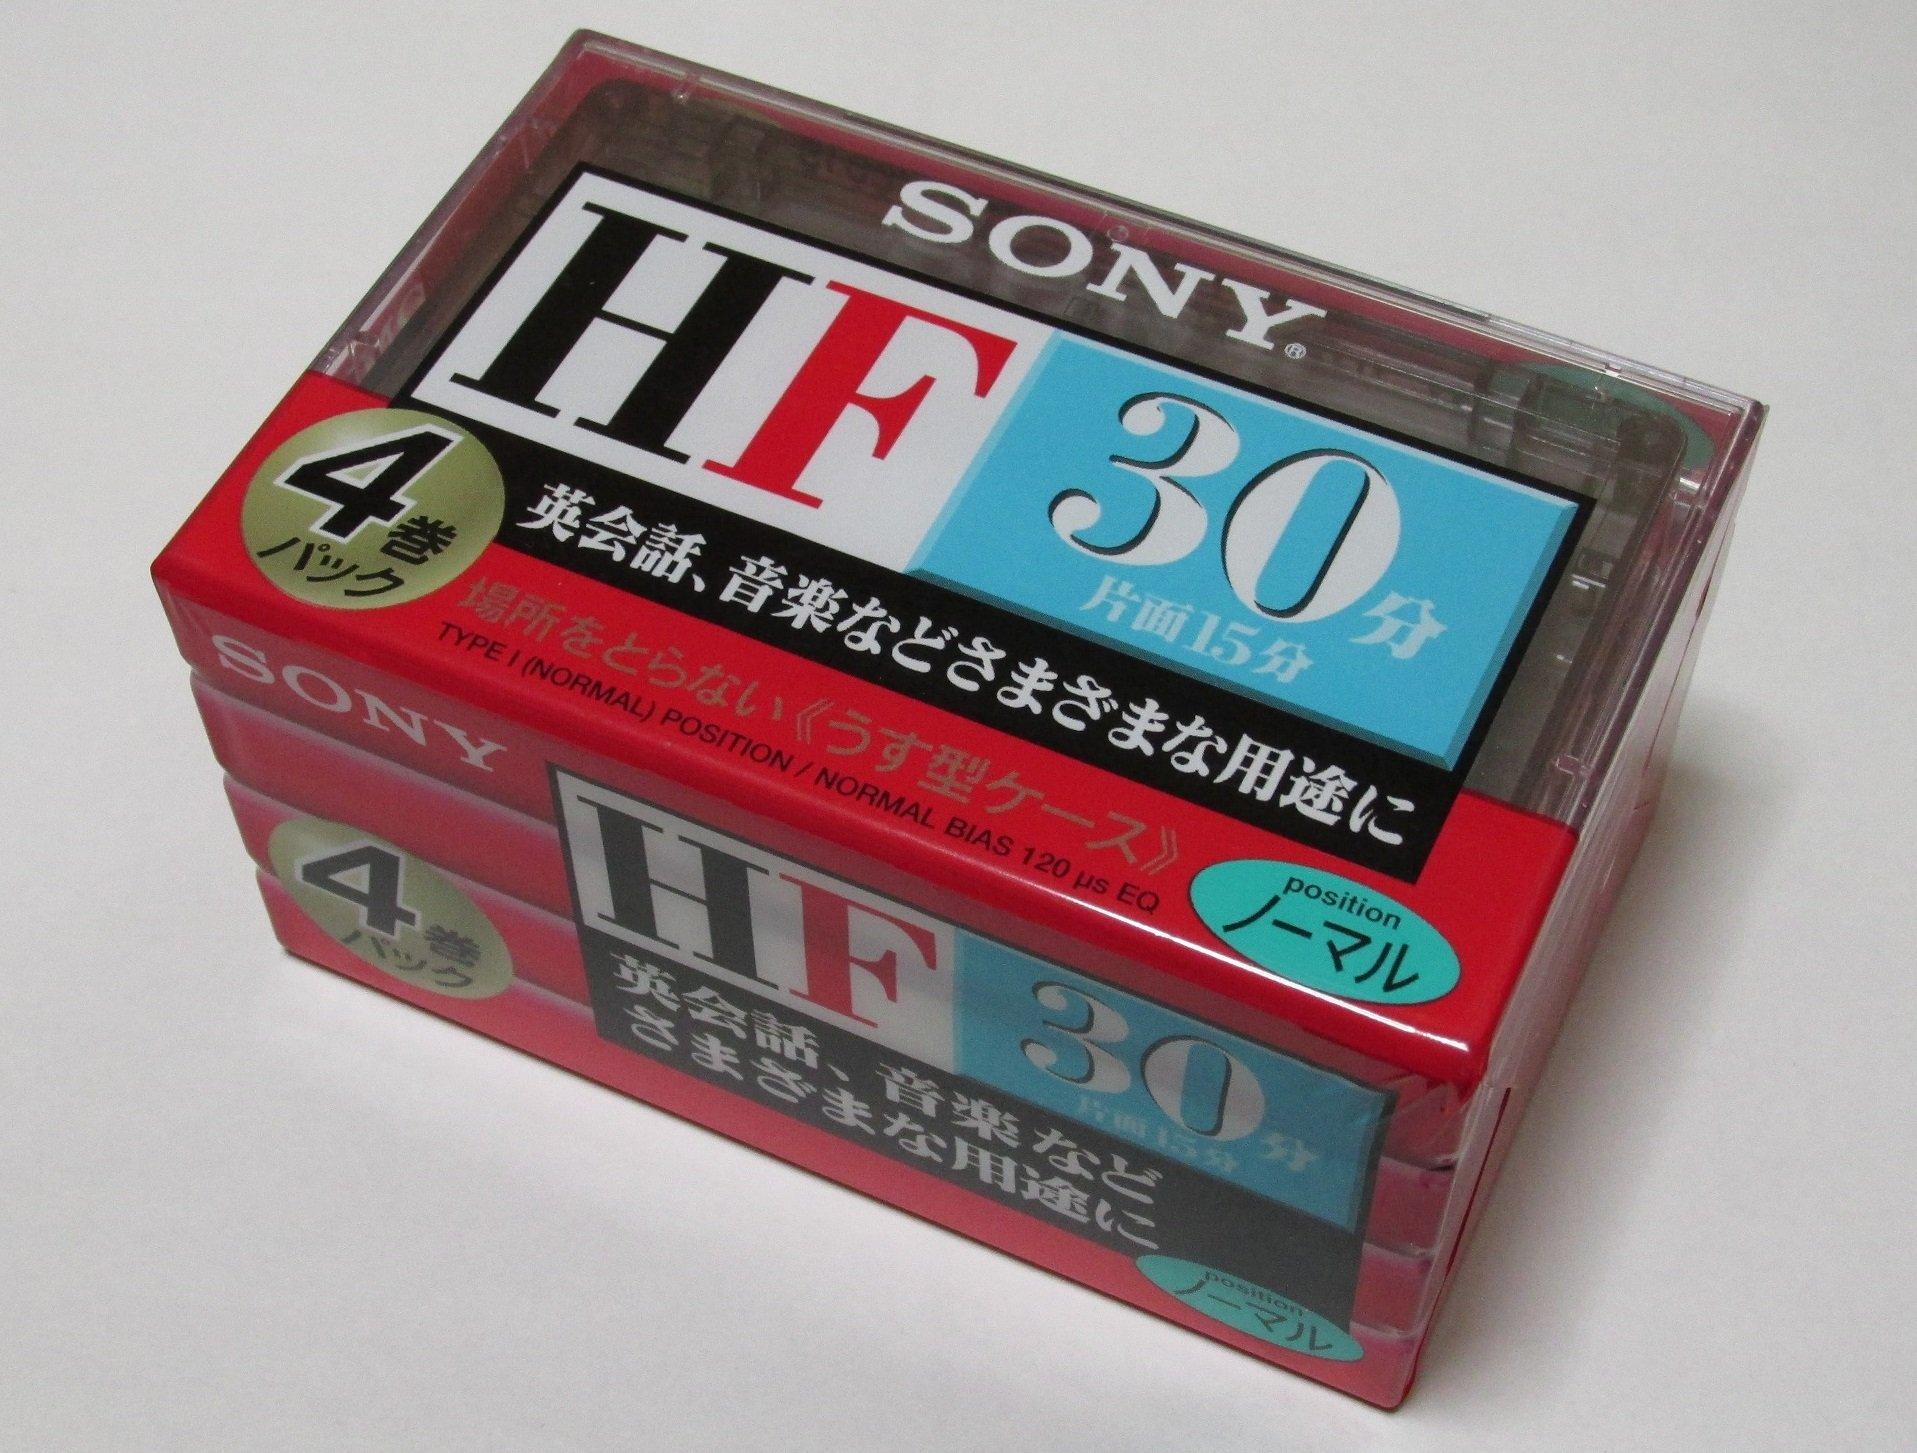 SONY®
HF
30分
片面15分
4巻
パック
英会話、音楽などさまざまな用途に
場所をとらない《うす型ケース》
TYPE I (NORMAL) POSITION / NORMAL BIAS 120 μs EQ
position
ノーマル
SONY
HF
30分
片面15分
4巻
パック
英会話、音楽など
さまざまな用途に
position
ノーマル